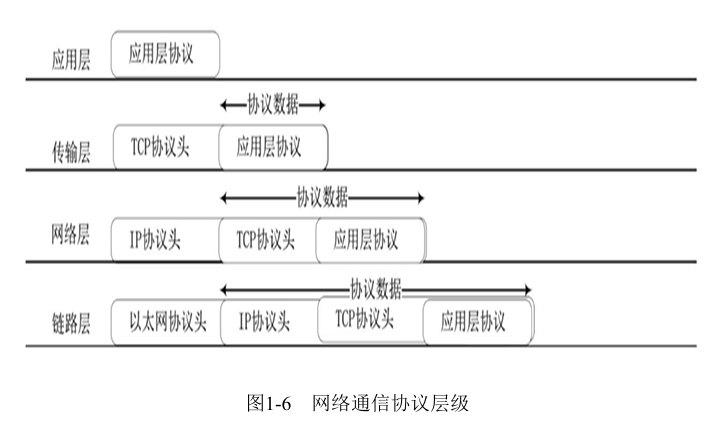 应用层 应用层协议
协议数据
传输层 TCP协议头 应用层协议
协议数据
网络层 IP协议头 TCP协议头 应用层协议
协议数据
链路层 以太网协议头 IP协议头 TCP协议头 应用层协议
图1-6 网络通信协议层级